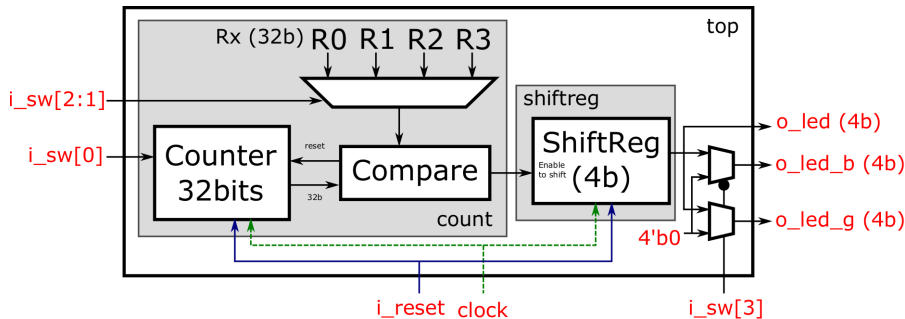 top
Rx (32b) R0 R1 R2 R3
i_sw[2:1]
shiftreg
o_led (4b)
i_sw[0]
Counter
32bits
reset
32b
Compare
ShiftReg
(4b)
Enable
to shift
o_led_b (4b)
count
4'b0
o_led_g (4b)
i_reset
clock
i_sw[3]